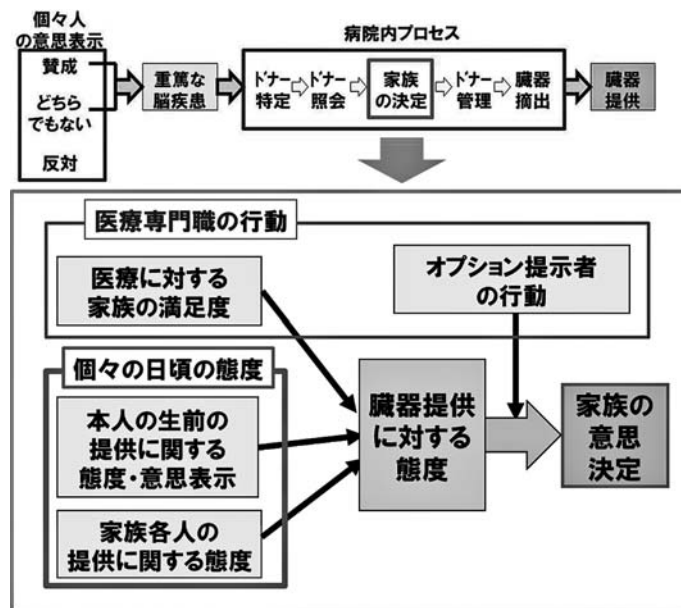 個々人
の意思表示
賛成
どちら
でもない
反対
重篤な
脳疾患
病院内プロセス
ドナー
特定
ドナー
照会
家族
の決定
ドナー
管理
臓器
摘出
臓器
提供
医療専門職の行動
医療に対する
家族の満足度
オプション提示者
の行動
個々の日頃の態度
本人の生前の
提供に関する
態度・意思表示
家族各人の
提供に関する態度
臓器提供
に対する
態度
家族の
意思
決定